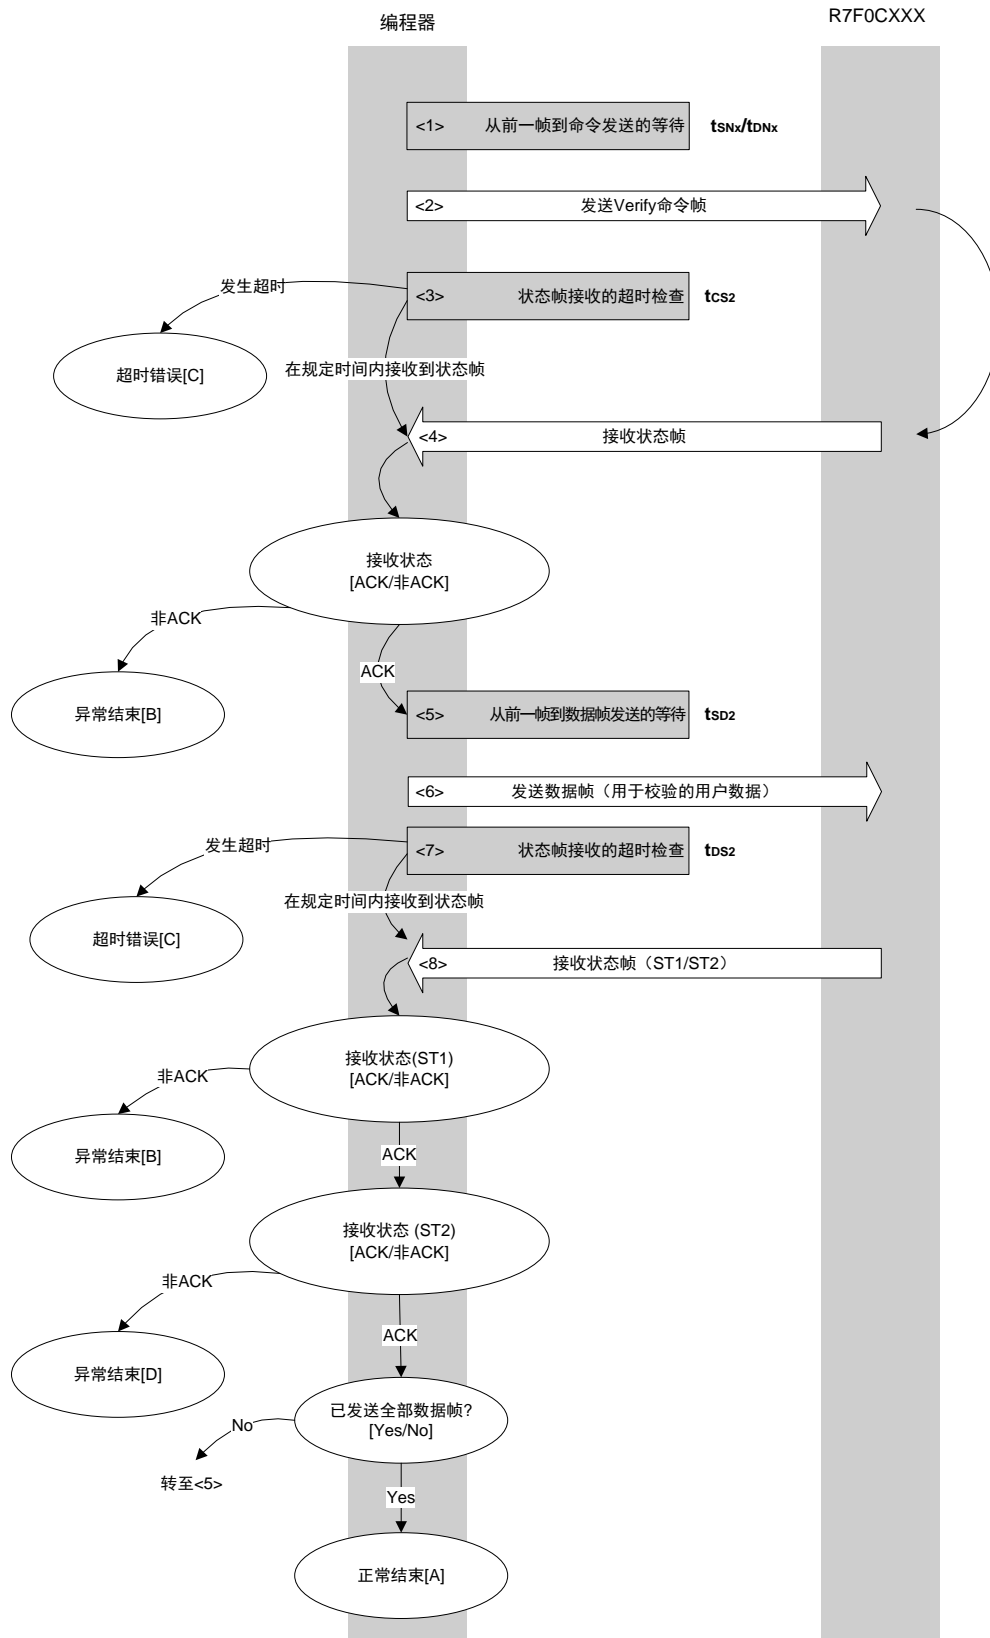 编程器
R7F0CXXX
<1> 从前一帧到命令发送的等待 tSNx/tDNx
<2> 发送Verify命令帧
发生超时
<3> 状态帧接收的超时检查 tCS2
超时错误[C]
在规定时间内接收到状态帧
<4> 接收状态帧
接收状态
[ACK/非ACK]
非ACK
ACK
异常结束[B]
<5> 从前一帧到数据帧发送的等待 tSD2
<6> 发送数据帧（用于校验的用户数据）
发生超时
<7> 状态帧接收的超时检查 tDS2
在规定时间内接收到状态帧
超时错误[C]
<8> 接收状态帧（ST1/ST2）
接收状态(ST1)
[ACK/非ACK]
非ACK
异常结束[B]
ACK
接收状态 (ST2)
[ACK/非ACK]
非ACK
ACK
异常结束[D]
已发送全部数据帧?
[Yes/No]
No
转至<5>
Yes
正常结束[A]